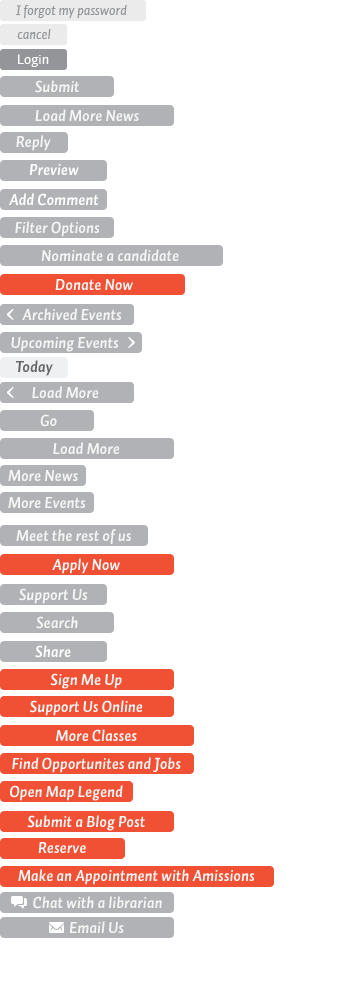 I forgot my password
cancel
Login
Submit
Load More News
Reply
Preview
Add Comment
Filter Options
Nominate a candidate
Donate Now
Archived Events
Upcoming Events
Today
Load More
Go
Load More
More News
More Events
Meet the rest of us
Apply Now
Support Us
Search
Share
Sign Me Up
Support Us Online
More Classes
Find Opportunites and Jobs
Open Map Legend
Submit a Blog Post
Reserve
Make an Appointment with Amissions
Chat with a librarian
Email Us